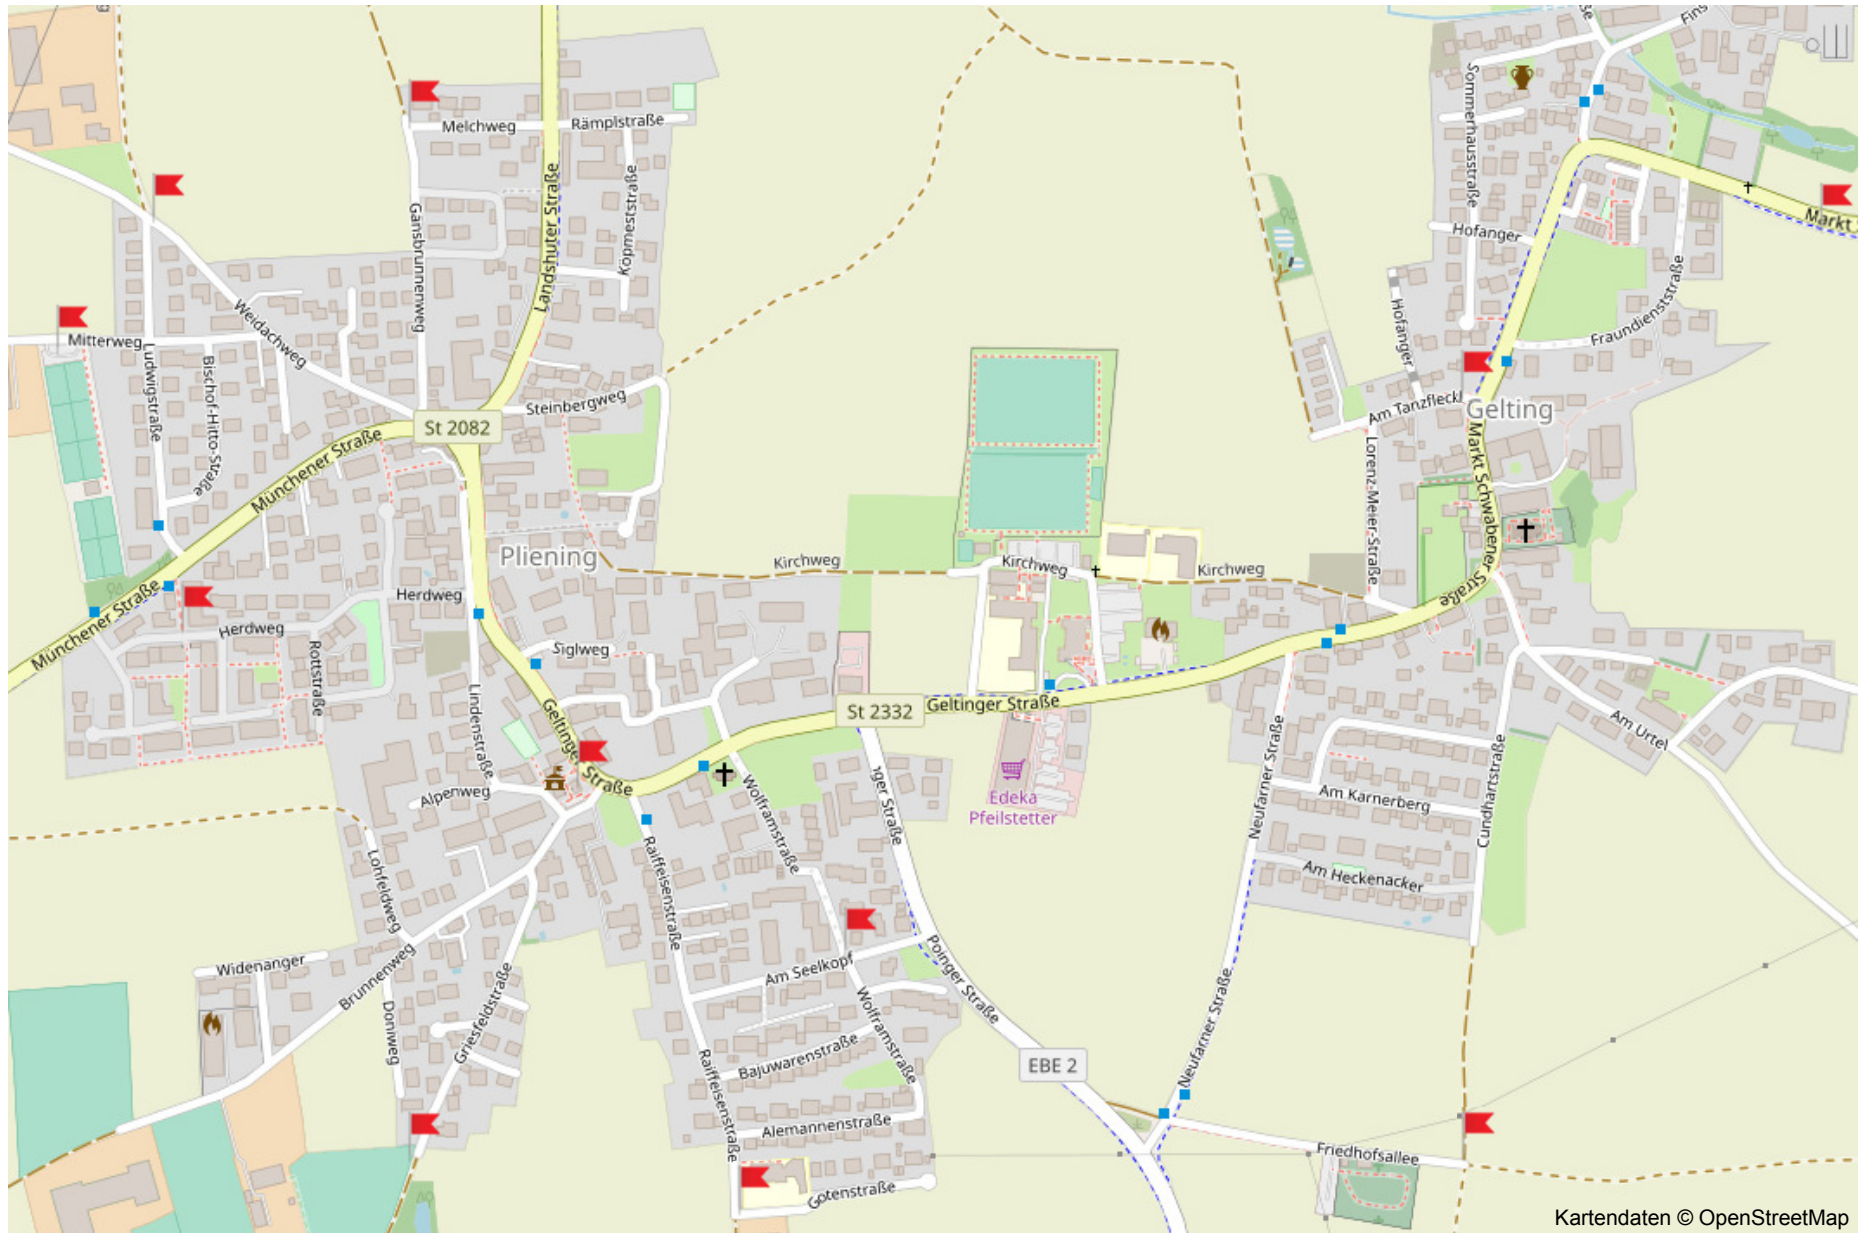 Fins
Melchweg
Rämplstraße
Sommerhausstraße
Landshuter Straße
Köpmeststraße
Gänsbrunnenweg
Markt
Hofanger
Weidachweg
Mitterweg
Ludwigstraße
Bischof-Hitto-Straße
Hofanger
Fraundienststraße
Am Tanzfleckl
Gelting
Steinbergweg
St 2082
Münchener Straße
Lorenz-Meier-Straße
Markt Schwabener Straße
Pliening
Kirchweg
Kirchweg
Kirchweg
Herdweg
Münchener Straße
Herdweg
Siglweg
Rottstraße
Lindenstraße
Geltinger Straße
St 2332
Geltinger Straße
Neufarner Straße
Cundhartstraße
Am Urtel
Alpenweg
Wolframstraße
nger Straße
Edeka
Pfeilstetter
Am Karnerberg
Am Heckenacker
Lohfeldweg
Raiffeisenstraße
Widenanger
Brunnenweg
Am Seelkopf
Poinger Straße
Doniweg
Griesfeldstraße
Wolframstraße
Bajuwarenstraße
Raiffeisenstraße
EBE 2
Neufarner Straße
Alemannenstraße
Friedhofsallee
Gotenstraße
Kartendaten © OpenStreetMap